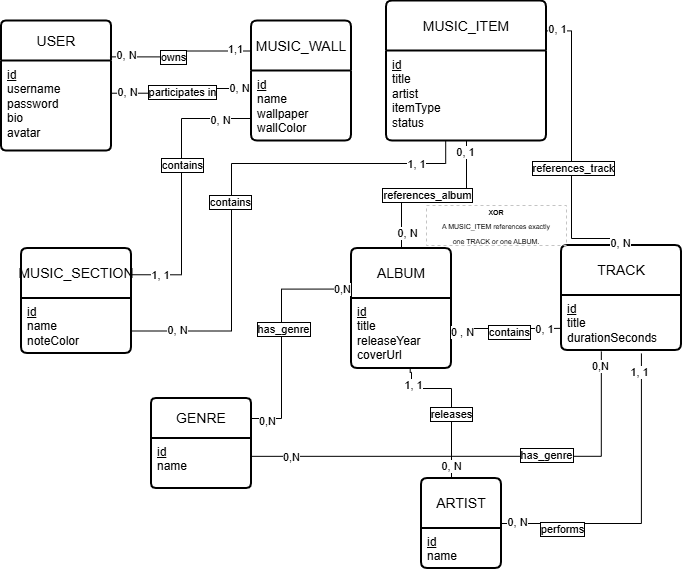 USER
id
username
password
bio
avatar
0, N
owns
1,1
0, N
participates in
0, N
MUSIC_WALL
id
name
wallpaper
wallColor
MUSIC_ITEM
id
title
artist
itemType
status
0, 1
references_track
0, N
0, N
contains
1, 1
1, 1
contains
0, N
0, 1
references_album
0, N
XOR
A MUSIC_ITEM references exactly
one TRACK or one ALBUM.
MUSIC_SECTION
id
name
noteColor
ALBUM
id
title
releaseYear
coverUrl
TRACK
id
title
durationSeconds
0,N
has_genre
0,N
0 , N
contains
0, 1
GENRE
id
name
0,N
has_genre
0,N
1, 1
releases
0, N
1, 1
performs
0, N
ARTIST
id
name